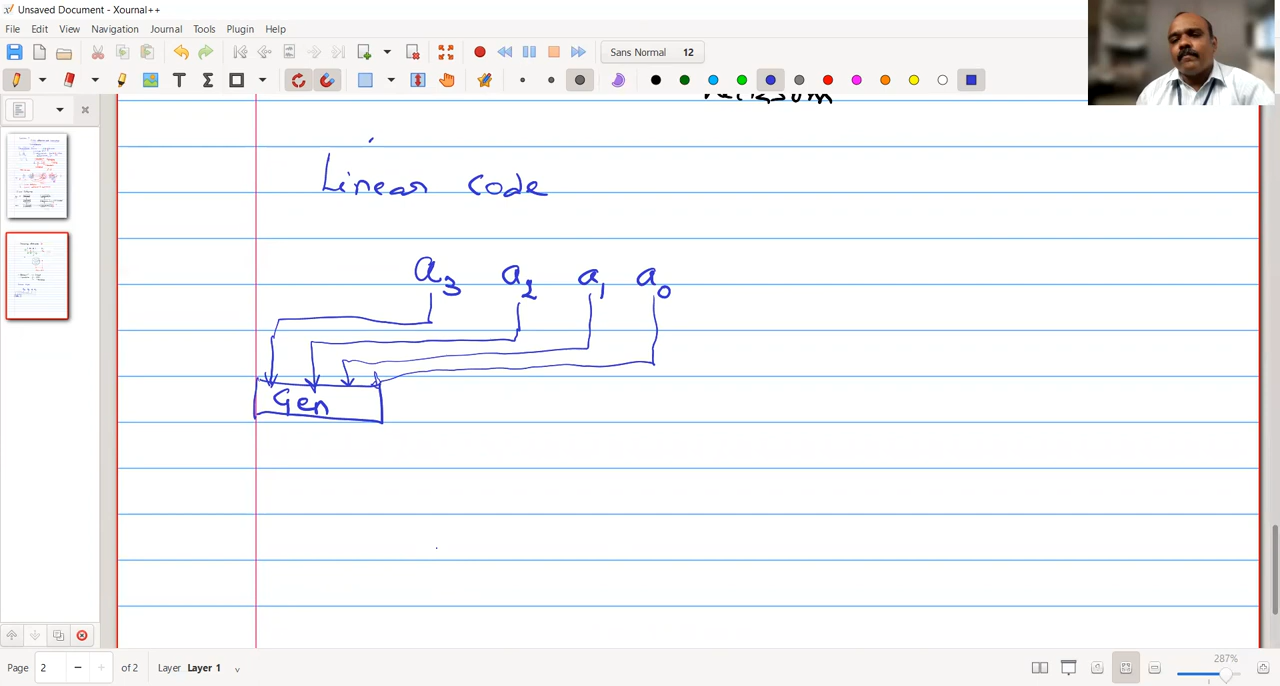 Unsaved Document - Xournal++
File Edit View Navigation Journal Tools Plugin Help
Sans Normal 12
Linear code
a3 a2 a1 a0
Gen
Page 2 of 2 Layer Layer 1
287%